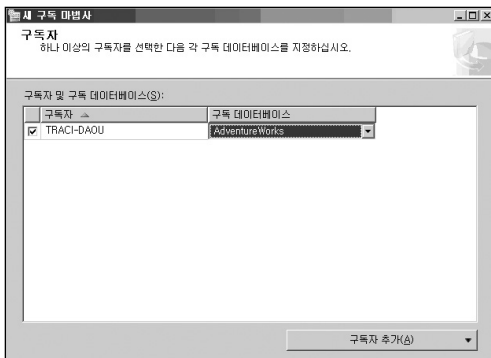 새 구독 마법사
구독자
하나 이상의 구독자를 선택한 다음 각 구독 데이터베이스를 지정하십시오.
구독자 및 구독 데이터베이스(S):
구독자 구독 데이터베이스
TRACI-DAOU AdventureWorks
구독자 추가(A)